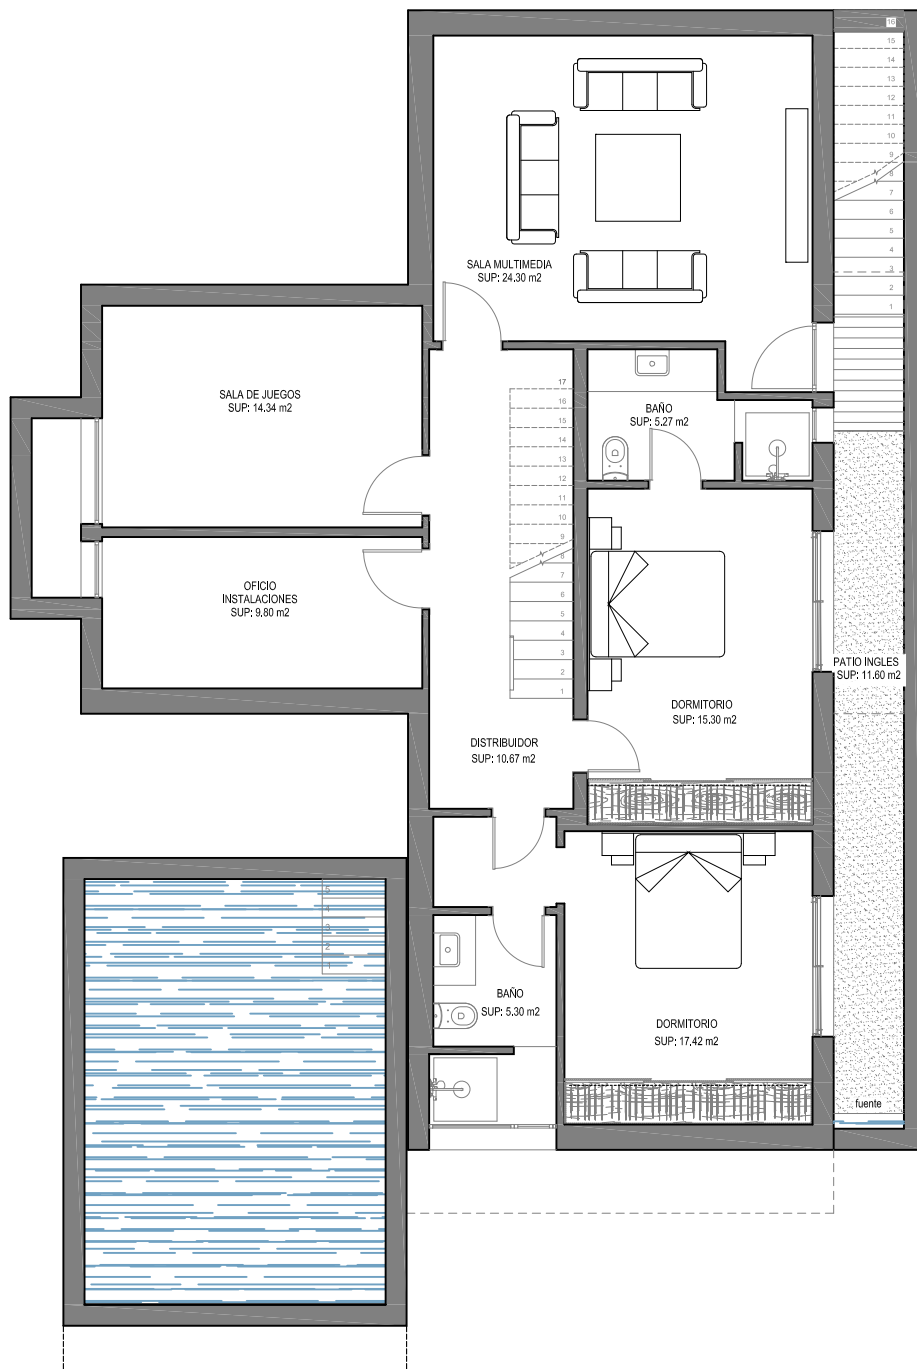 16
15
14
13
12
11
10
9
8
7
6
5
4
3
2
1
SALA MULTIMEDIA
SUP: 24.30 m2
SALA DE JUEGOS
SUP: 14.34 m2
17
16
15
14
13
12
11
10
9
8
7
6
5
4
3
2
1
BAÑO
SUP: 5.27 m2
OFICIO
INSTALACIONES
SUP: 9,80 m2
PATIO INGLES
SUP: 11.60 m2
DORMITORIO
SUP: 15.30 m2
DISTRIBUIDOR
SUP: 10.67 m2
5
4
3
2
1
BAÑO
SUP: 5.30 m2
DORMITORIO
SUP: 17,42 m2
fuente